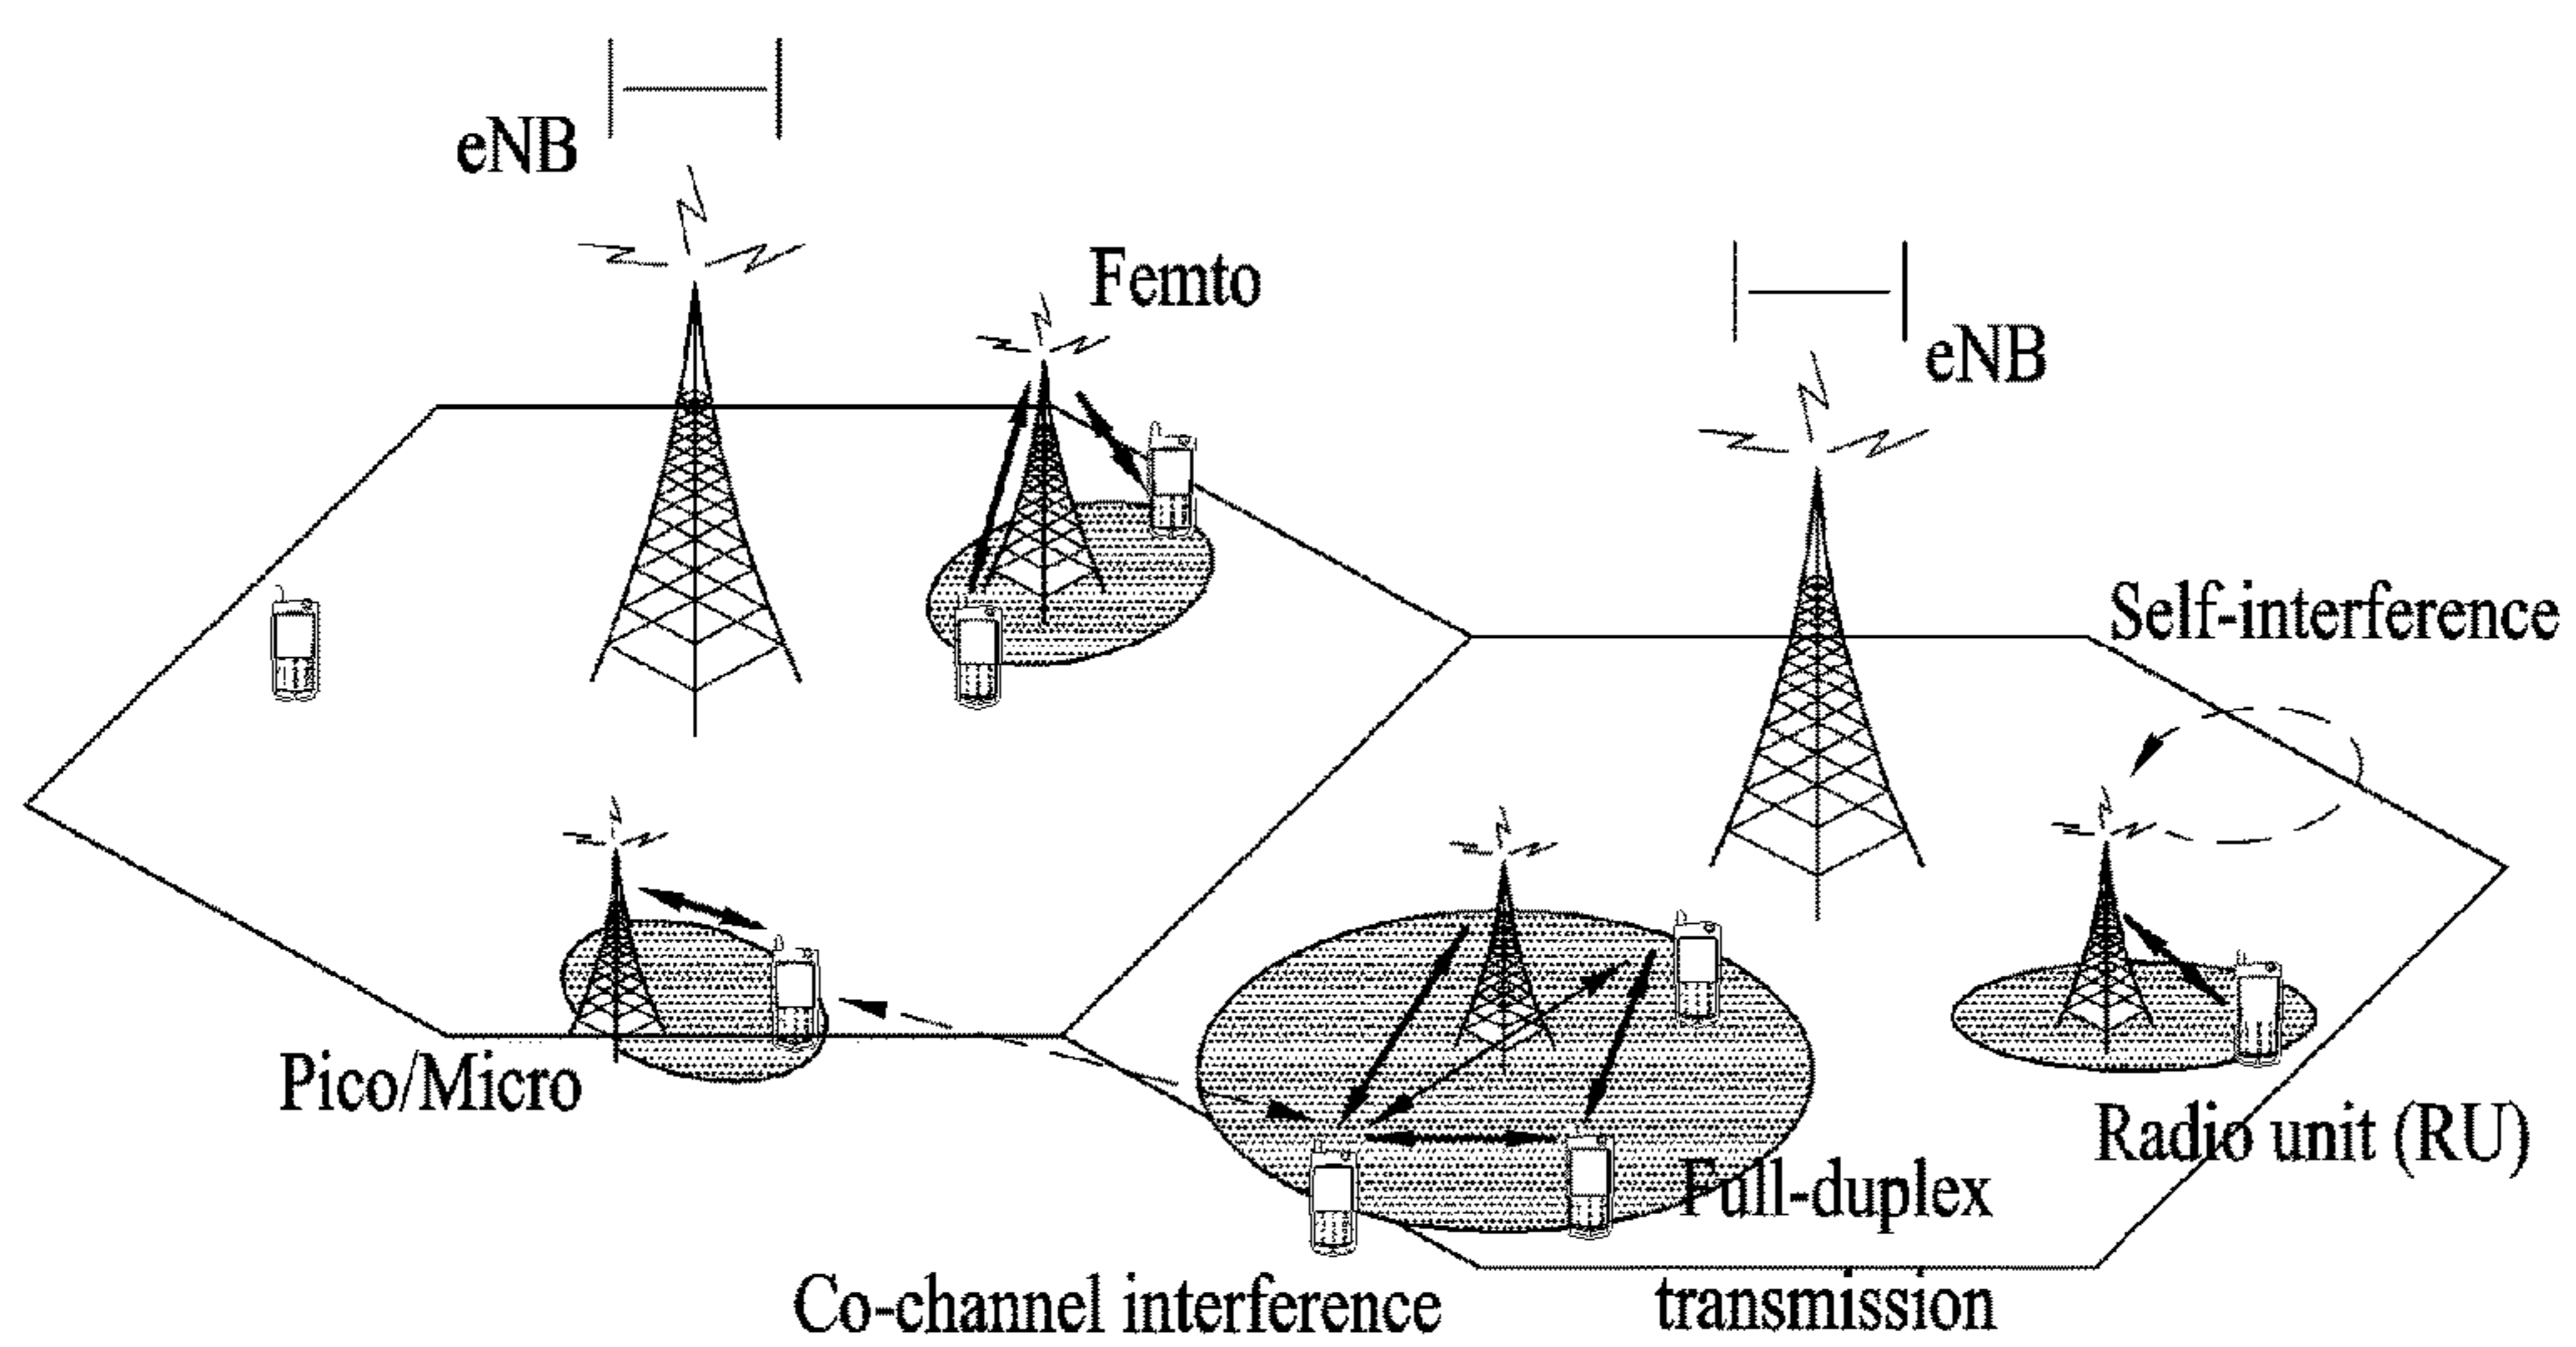 eNB
Femto
eNB
Self-interference
Pico/Micro
Radio unit (RU)
Full-duplex
transmission
Co-channel interference